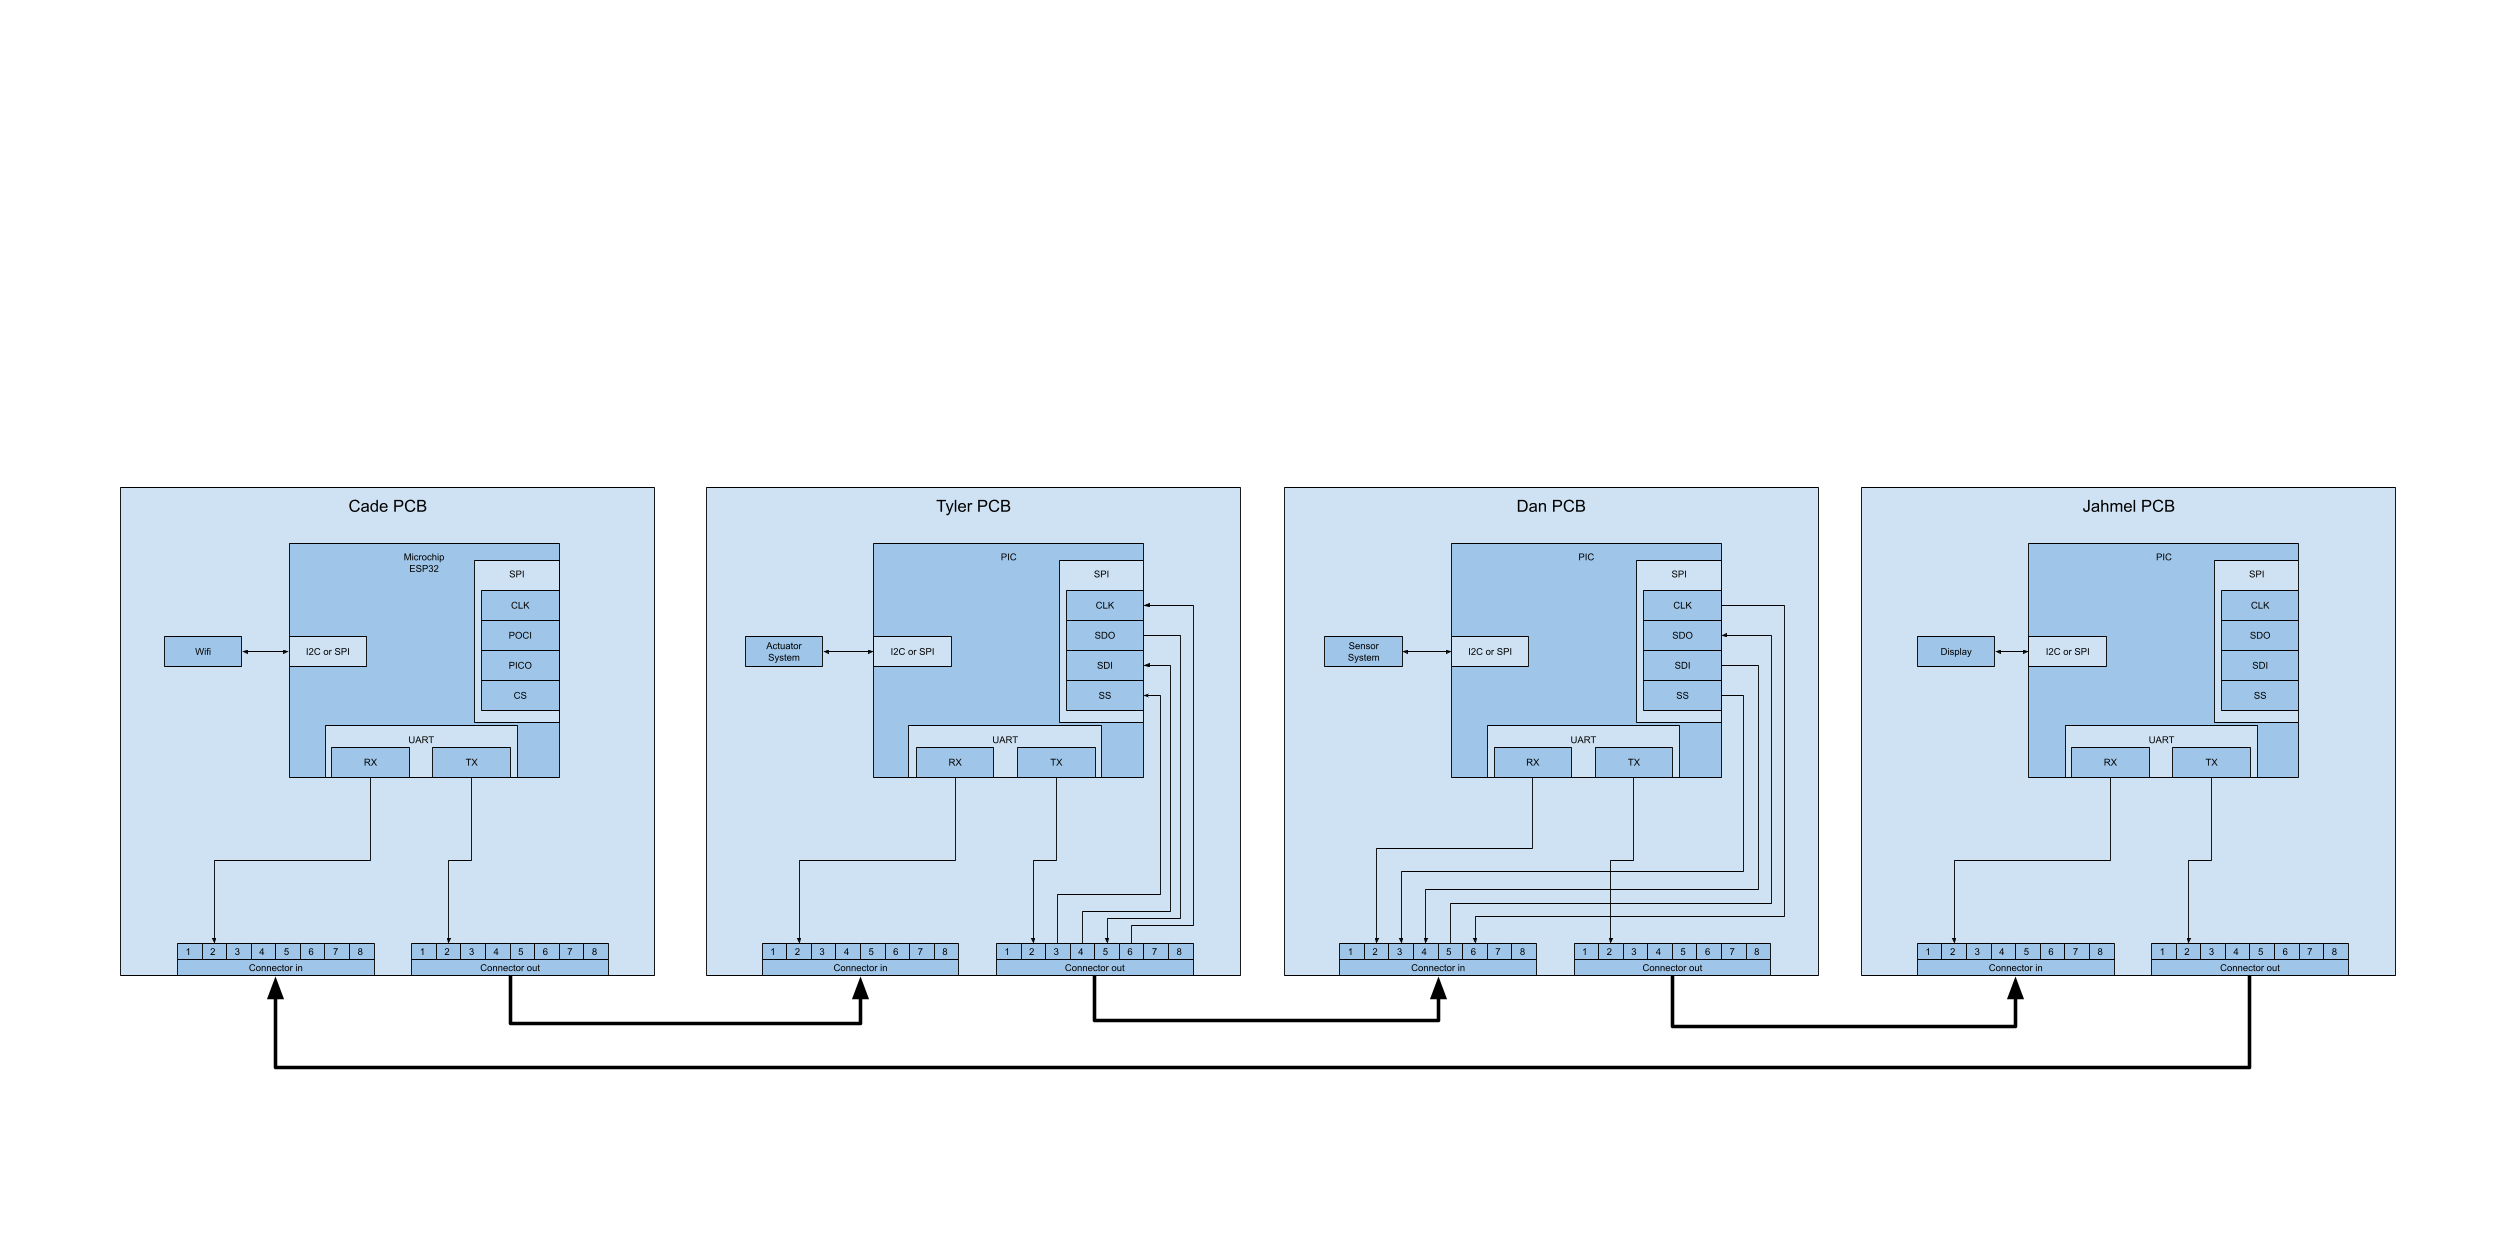 Cade PCB
Microchip
ESP32
SPI
CLK
POCI
PICO
CS
Wifi
I2C or SPI
UART
RX
TX
1 2 3 4 5 6 7 8
Connector in
1 2 3 4 5 6 7 8
Connector out
Tyler PCB
PIC
SPI
CLK
SDO
SDI
SS
Actuator
System
I2C or SPI
UART
RX
TX
1 2 3 4 5 6 7 8
Connector in
1 2 3 4 5 6 7 8
Connector out
Dan PCB
PIC
SPI
CLK
SDO
SDI
SS
Sensor
System
I2C or SPI
UART
RX
TX
1 2 3 4 5 6 7 8
Connector in
1 2 3 4 5 6 7 8
Connector out
Jahmel PCB
PIC
SPI
CLK
SDO
SDI
SS
Display
I2C or SPI
UART
RX
TX
1 2 3 4 5 6 7 8
Connector in
1 2 3 4 5 6 7 8
Connector out